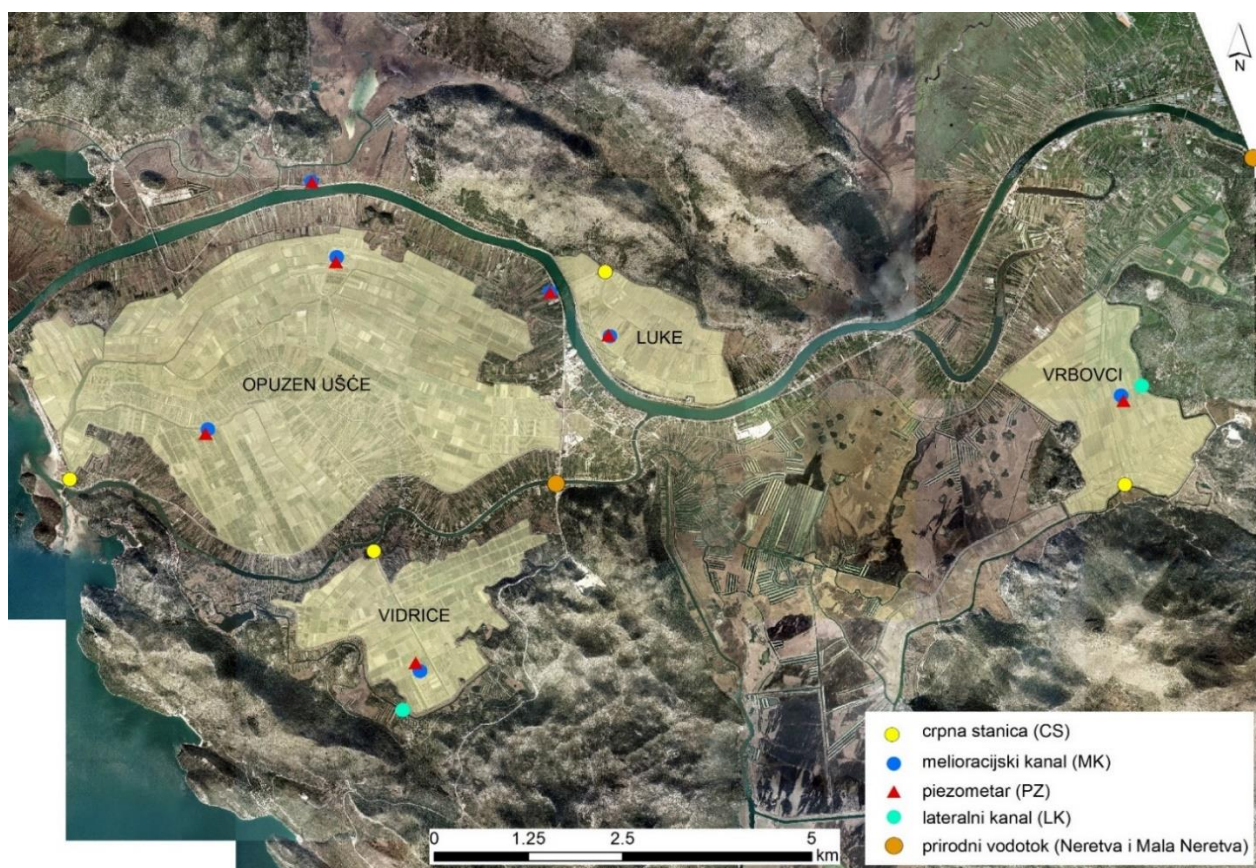 N
LUKE
OPUZEN UŠĆE
VRBOVCI
VIDRICE
crpna stanica (CS)
melioracijski kanal (MK)
piezometar (PZ)
lateralni kanal (LK)
prirodni vodotok (Neretva i Mala Neretva)
0 1.25 2.5 5
km